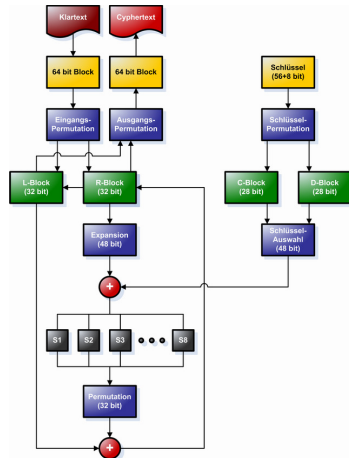 Klartext
Cyphertext
64 bit Block
64 bit Block
Schlüssel
(56+8 bit)
Eingangs-
Permutation
Ausgangs-
Permutation
Schlüssel-
Permutation
L-Block
(32 bit)
R-Block
(32 bit)
C-Block
(28 bit)
D-Block
(28 bit)
Expansion
(48 bit)
Schlüssel-
Auswahl
(48 bit)
+
S1
S2
S3
S8
Permutation
(32 bit)
+